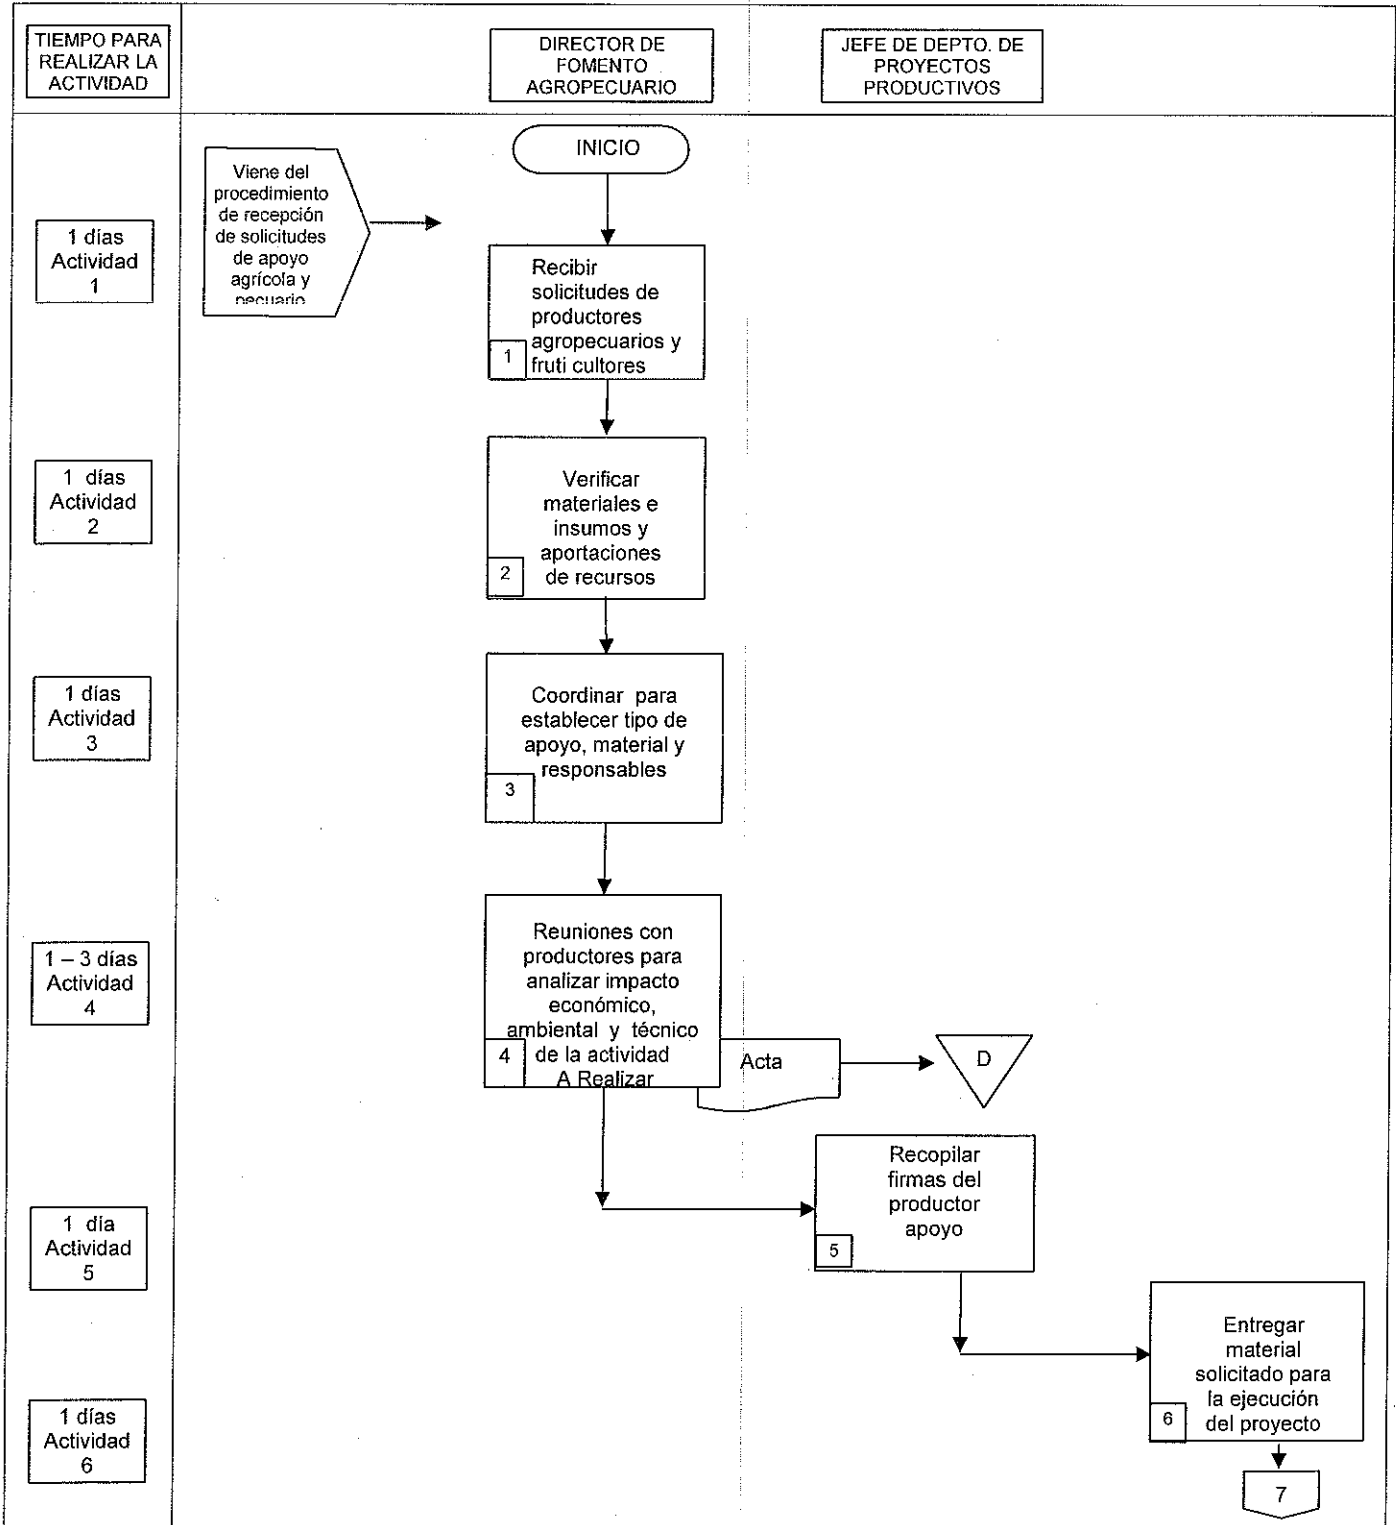 TIEMPO PARA
REALIZAR LA
ACTIVIDAD
DIRECTOR DE
FOMENTO
AGROPECUARIO
JEFE DE DEPTO. DE
PROYECTOS
PRODUCTIVOS
INICIO
Viene del
procedimiento
de recepción
de solicitudes
de apoyo
agrícola y
pecuario
1 días
Actividad
1
Recibir
solicitudes de
productores
agropecuarios y
fruti cultores
1
1 días
Actividad
2
Verificar
materiales e
insumos y
aportaciones
de recursos
2
1 días
Actividad
3
Coordinar para
establecer tipo de
apoyo, material y
responsables
3
1 – 3 días
Actividad
4
Reuniones con
productores para
analizar impacto
económico,
ambiental y técnico
de la actividad
A Realizar
4
Acta
D
1 día
Actividad
5
Recopilar
firmas del
productor
apoyo
5
1 días
Actividad
6
Entregar
material
solicitado para
la ejecución
del proyecto
6
7